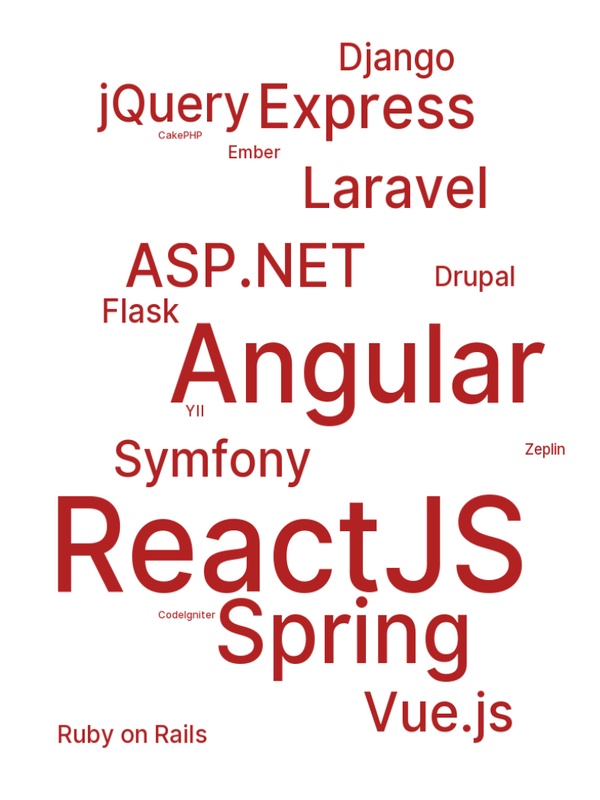 Django
jQuery Express
CakePHP
Ember
Laravel
ASP.NET
Drupal
Flask
Angular
YII
Symfony
Zeplin
ReactJS
CodeIgniter
Spring
Vue.js
Ruby on Rails